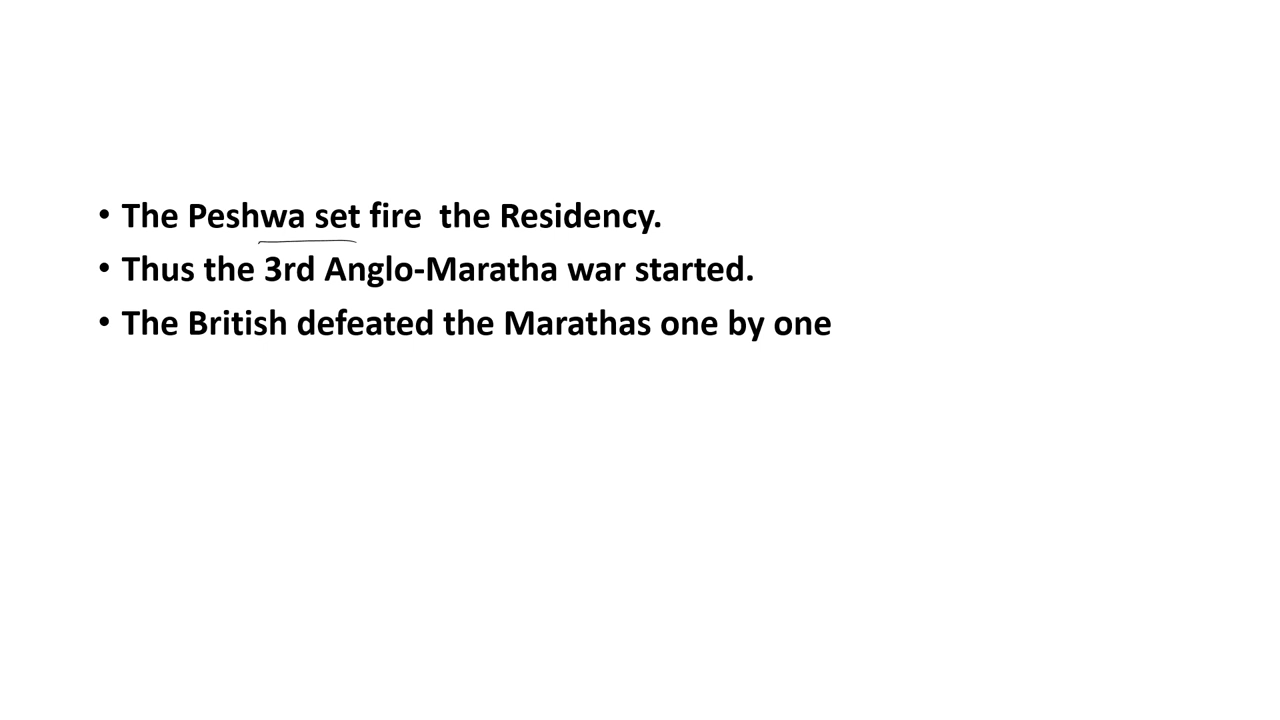 • The Peshwa set fire  the Residency.
• Thus the 3rd Anglo-Maratha war started.
• The British defeated the Marathas one by one